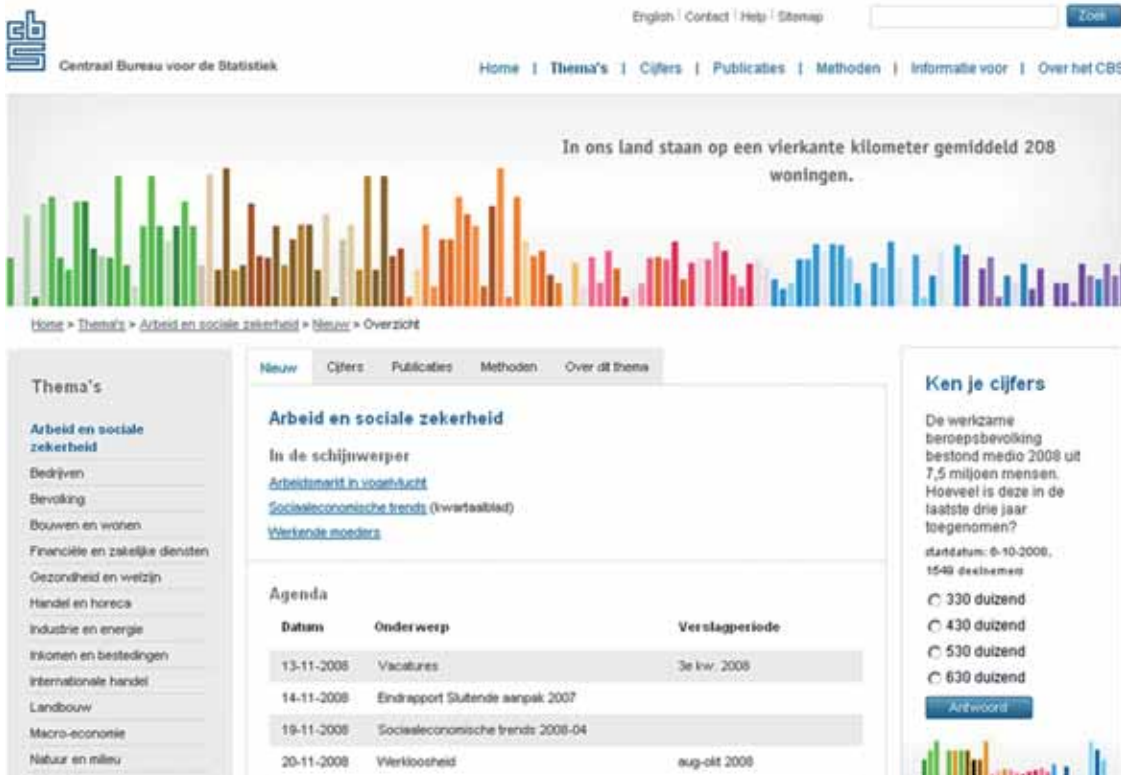 English | Contact | Help | Sitemap
Zoek
cbs
Centraal Bureau voor de Statistiek
Home | Thema's | Cijfers | Publicaties | Methoden | Informatie voor | Over het CBS
In ons land staan op een vierkante kilometer gemiddeld 208
woningen.
Home > Thema's > Arbeid en sociale zekerheid > Nieuw > Overzicht
Thema's
Arbeid en sociale
zekerheid
Bedrijven
Bevolking
Bouwen en wonen
Financiële en zakelijke diensten
Gezondheid en welzijn
Handel en horeca
Industrie en energie
Inkomen en bestedingen
Internationale handel
Landbouw
Macro-economie
Natuur en milieu
Nieuw Cijfers Publicaties Methoden Over dit thema
Arbeid en sociale zekerheid
In de schijnwerper
Arbeidsmarkt in vogelvlucht
Sociaaleconomische trends (kwartaalblad)
Werkende moeders
Agenda
Datum Onderwerp Verslagperiode
13-11-2008 Vacatures 3e kw. 2008
14-11-2008 Eindrapport Sluitende aanpak 2007
19-11-2008 Sociaaleconomische trends 2008-04
20-11-2008 Werkloosheid aug-okt 2008
Ken je cijfers
De werkzame
beroepsbevolking
bestond medio 2008 uit
7,5 miljoen mensen.
Hoeveel is deze in de
laatste drie jaar
toegenomen?
startdatum: 6-10-2008,
1549 deelnemers
330 duizend
430 duizend
530 duizend
630 duizend
Antwoord